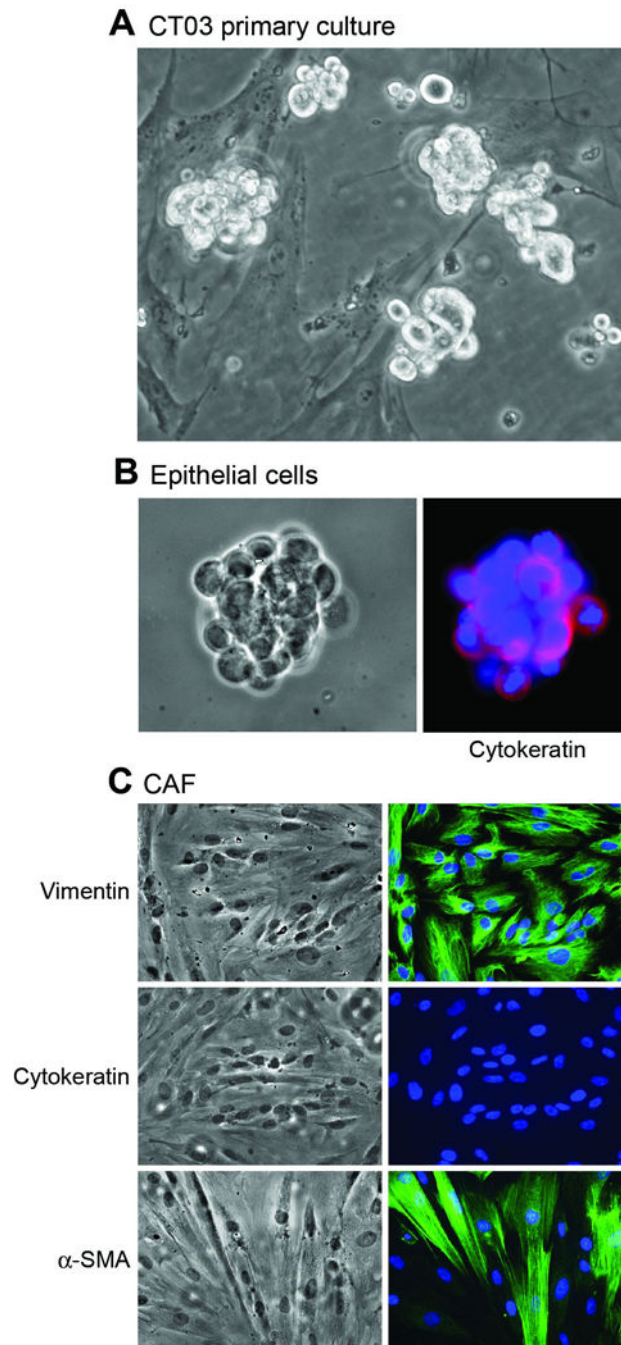 A CT03 primary culture
B Epithelial cells
Cytokeratin
C CAF
Vimentin
Cytokeratin
α-SMA